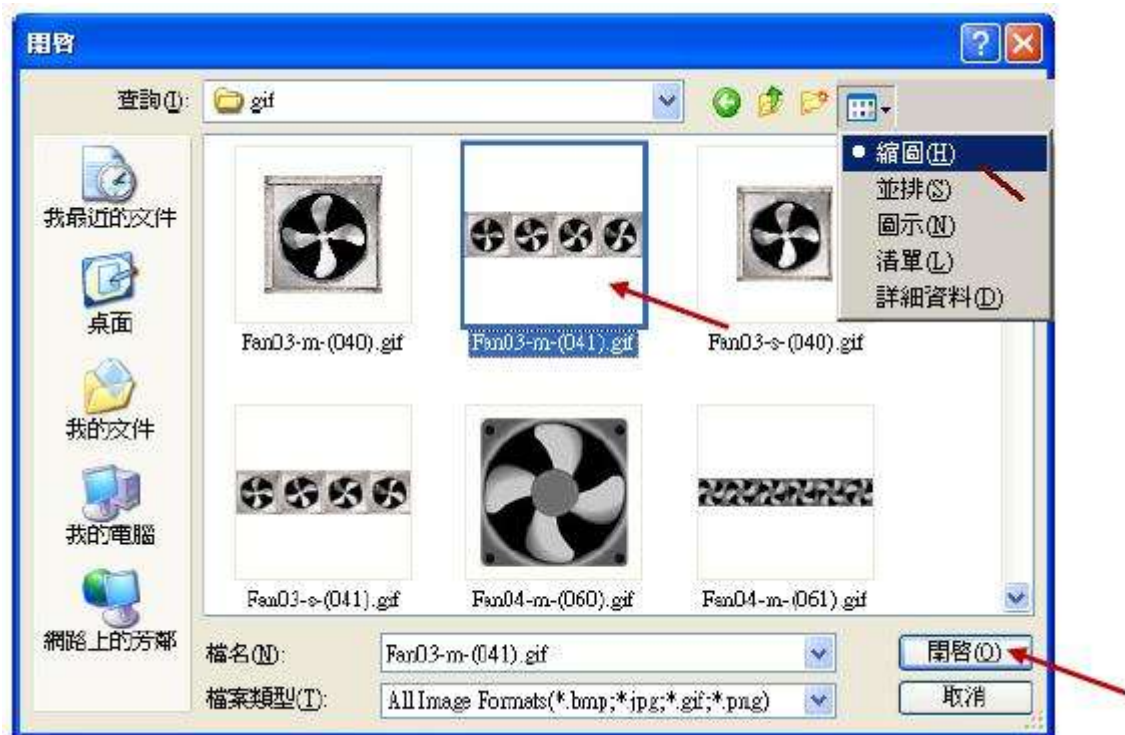 開啓
查詢(I): gif
縮圖(H)
並排(S)
圖示(N)
清單(L)
詳細資料(D)
我最近的文件
桌面
我的文件
我的電腦
網路上的芳鄰
Fan03-m-(040).gif Fan03-m-(041).gif Fan03-s-(040).gif
Fan03-s-(041).gif Fan04-m-(060).gif Fan04-m-(061).gif
檔名(N): Fan03-m-(041).gif 開啓(O)
檔案類型(T): All Image Formats(*.bmp;*.jpg;*.gif;*.png) 取消